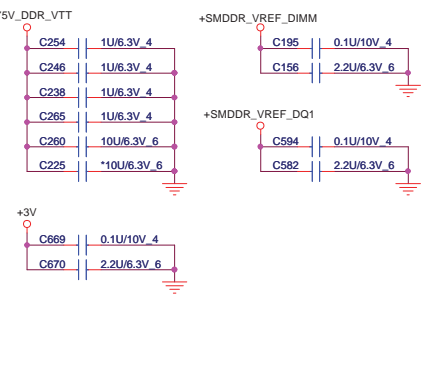 5V_DDR_VTT
C254 1U/6.3V_4
C246 1U/6.3V_4
C238 1U/6.3V_4
C265 1U/6.3V_4
C260 10U/6.3V_6
C225 *10U/6.3V_6
+SMDDR_VREF_DIMM
C195 0.1U/10V_4
C156 2.2U/6.3V_6
+SMDDR_VREF_DQ1
C594 0.1U/10V_4
C582 2.2U/6.3V_6
+3V
C669 0.1U/10V_4
C670 2.2U/6.3V_6